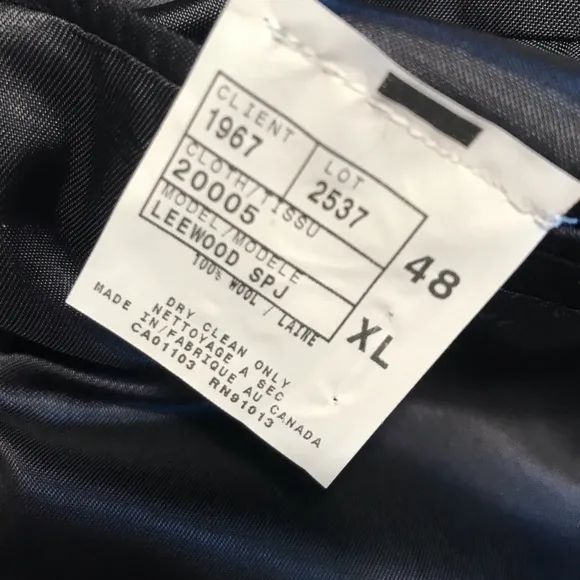 CLIENT
1967
LOT
2537
CLOTH/TISSU
20005
MODEL/MODELE
LEEWOOD SPJ
48
XL
100% WOOL / LAINE
DRY CLEAN ONLY
NETTOYAGE A SEC
MADE IN/FABRIQUE AU CANADA
CA01103 RN91013